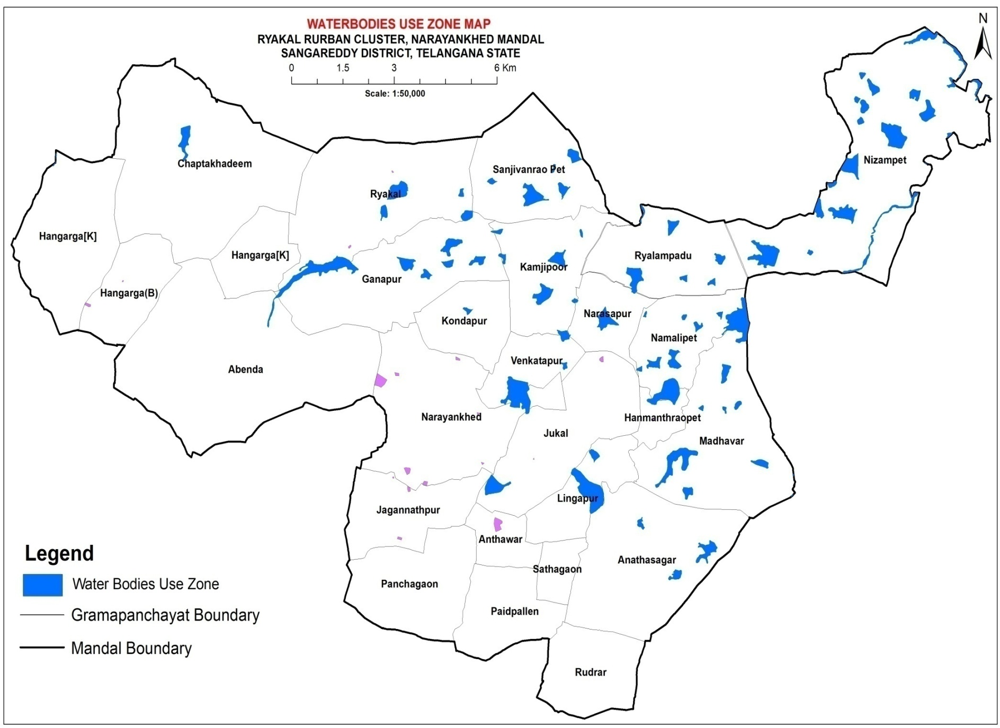 WATERBODIES USE ZONE MAP
RYAKAL RURBAN CLUSTER, NARAYANKHED MANDAL
SANGAREDDY DISTRICT, TELANGANA STATE
0 1.5 3 6 Km
Scale: 1:50,000
N
Chaptakhadeem
Nizampet
Sanjivanrao Pet
Ryakal
Hangarga[K]
Hangarga[K]
Ryalampadu
Kamjipoor
Ganapur
Hangarga(B)
Narasapur
Kondapur
Namalipet
Venkatapur
Abenda
Narayankhed
Hanmanthraopet
Jukal
Madhavar
Lingapur
Jagannathpur
Anthawar
Anathasagar
Sathagaon
Panchagaon
Paidpallen
Rudrar
Legend
Water Bodies Use Zone
Gramapanchayat Boundary
Mandal Boundary